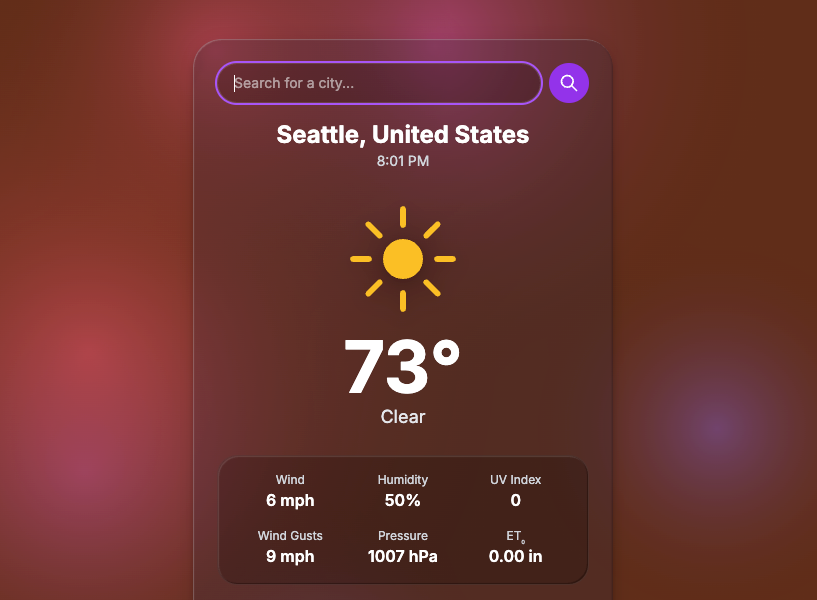 Search for a city...
Seattle, United States
8:01 PM
73°
Clear
Wind Humidity UV Index
6 mph 50% 0
Wind Gusts Pressure ET₀
9 mph 1007 hPa 0.00 in